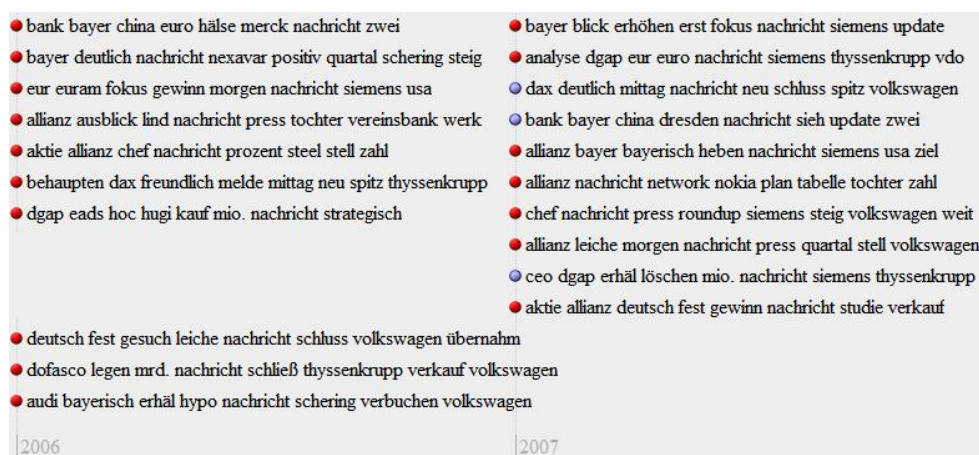 bank bayer china euro hälse merck nachricht zwei
bayer deutlich nachricht nexavar positiv quartal schering steig
eur euram fokus gewinn morgen nachricht siemens usa
allianz ausblick lind nachricht press tochter vereinsbank werk
aktie allianz chef nachricht prozent steel stell zahl
behaupten dax freundlich melde mittag neu spitz thyssenkrupp
dgap eads hoc hugi kauf mio. nachricht strategisch
deutsch fest gesuch leiche nachricht schluss volkswagen übernahm
dofasco legen mrd. nachricht schließ thyssenkrupp verkauf volkswagen
audi bayerisch erhäl hypo nachricht schering verbuchen volkswagen
2006
bayer blick erhöhen erst fokus nachricht siemens update
analyse dgap eur euro nachricht siemens thyssenkrupp vdo
dax deutlich mittag nachricht neu schluss spitz volkswagen
bank bayer china dresden nachricht sieh update zwei
allianz bayer bayerisch heben nachricht siemens usa ziel
allianz nachricht network nokia plan tabelle tochter zahl
chef nachricht press roundup siemens steig volkswagen weit
allianz leiche morgen nachricht press quartal stell volkswagen
ceo dgap erhäl löschen mio. nachricht siemens thyssenkrupp
aktie allianz deutsch fest gewinn nachricht studie verkauf
2007